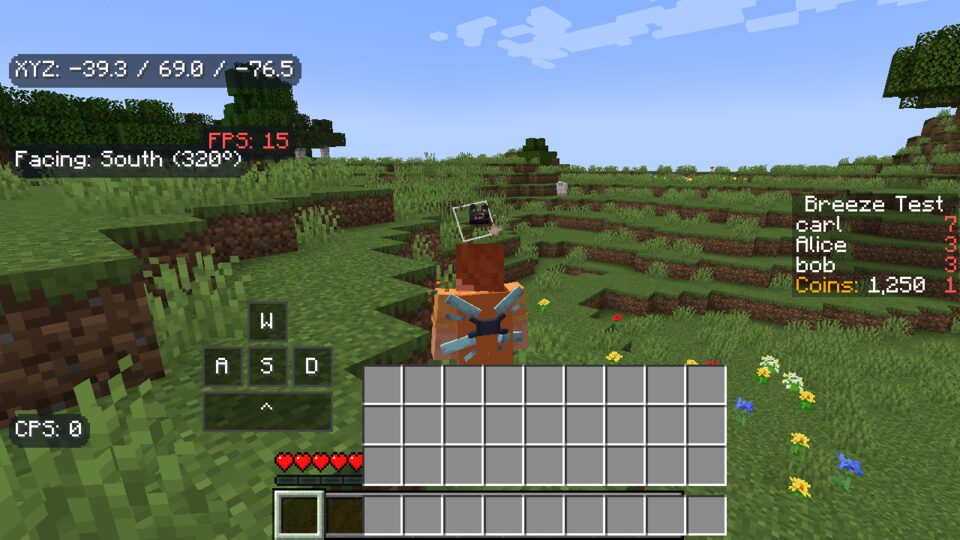 XYZ: -39.3 / 69.0 / -76.5
FPS: 15
Facing: South (320°)
Breeze Test
carl 7
Alice 3
bob 3
Coins: 1,250 1
W
A S D
^
CPS: 0